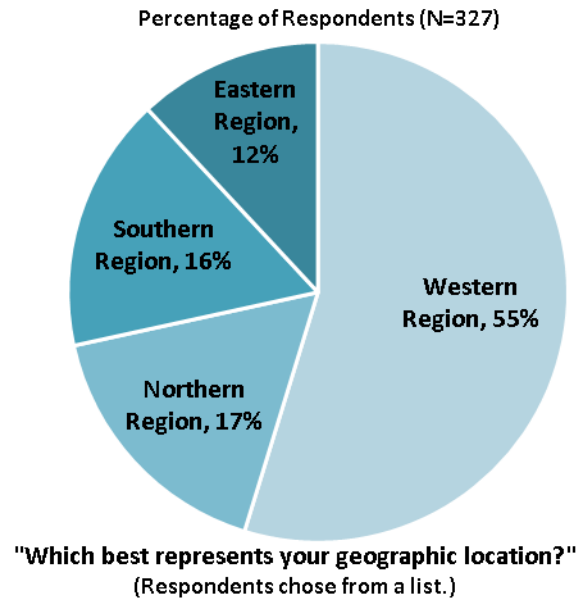 Percentage of Respondents (N=327)
Eastern
Region,
12%
Southern
Region, 16%
Western
Region, 55%
Northern
Region, 17%
"Which best represents your geographic location?"
(Respondents chose from a list.)